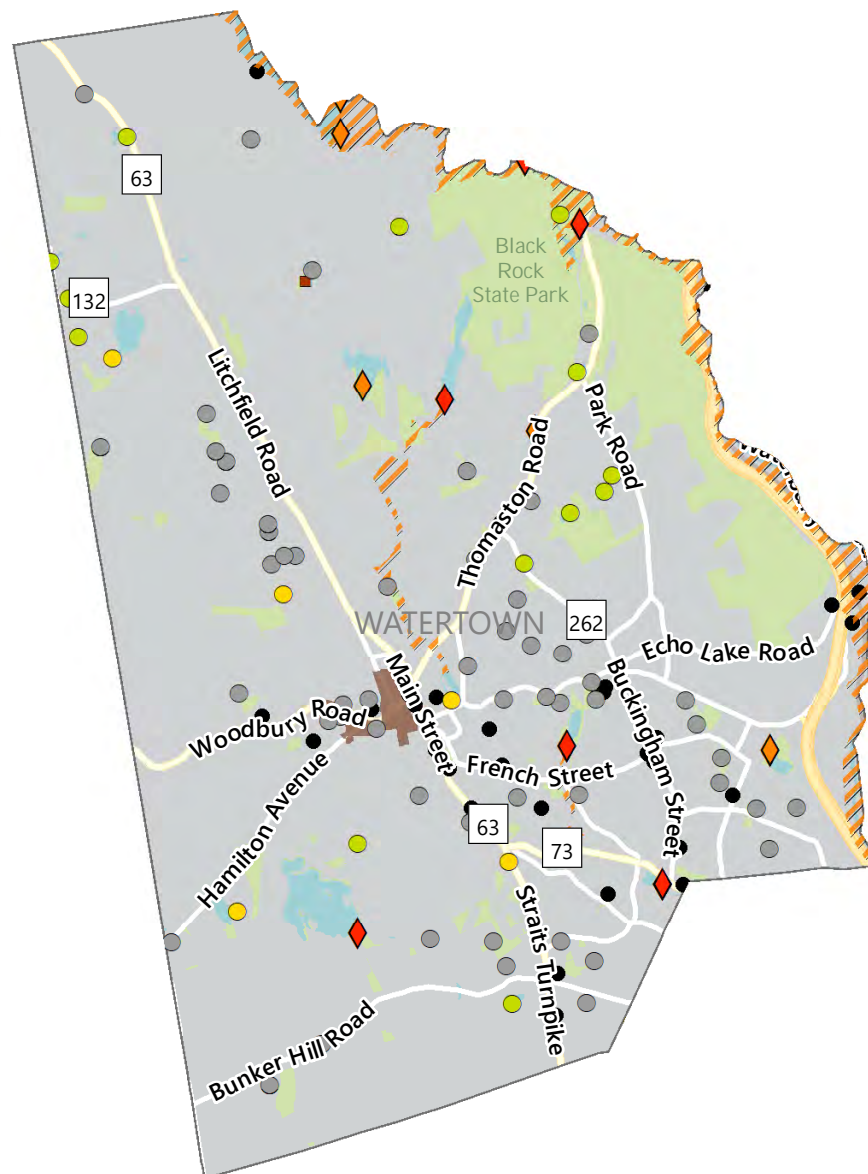 63
Black
Rock
State Park
132
Litchfield Road
Park Road
Thomaston Road
WATERTOWN
262
Echo Lake Road
Main Street
Buckingham Street
Woodbury Road
French Street
Hamilton Avenue
63
73
Straits Turnpike
Bunker Hill Road